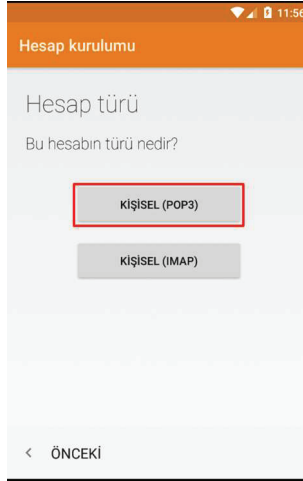 11:56
Hesap kurulumu
Hesap türü
Bu hesabın türü nedir?
KİŞİSEL (POP3)
KİŞİSEL (IMAP)
ÖNCEKİ